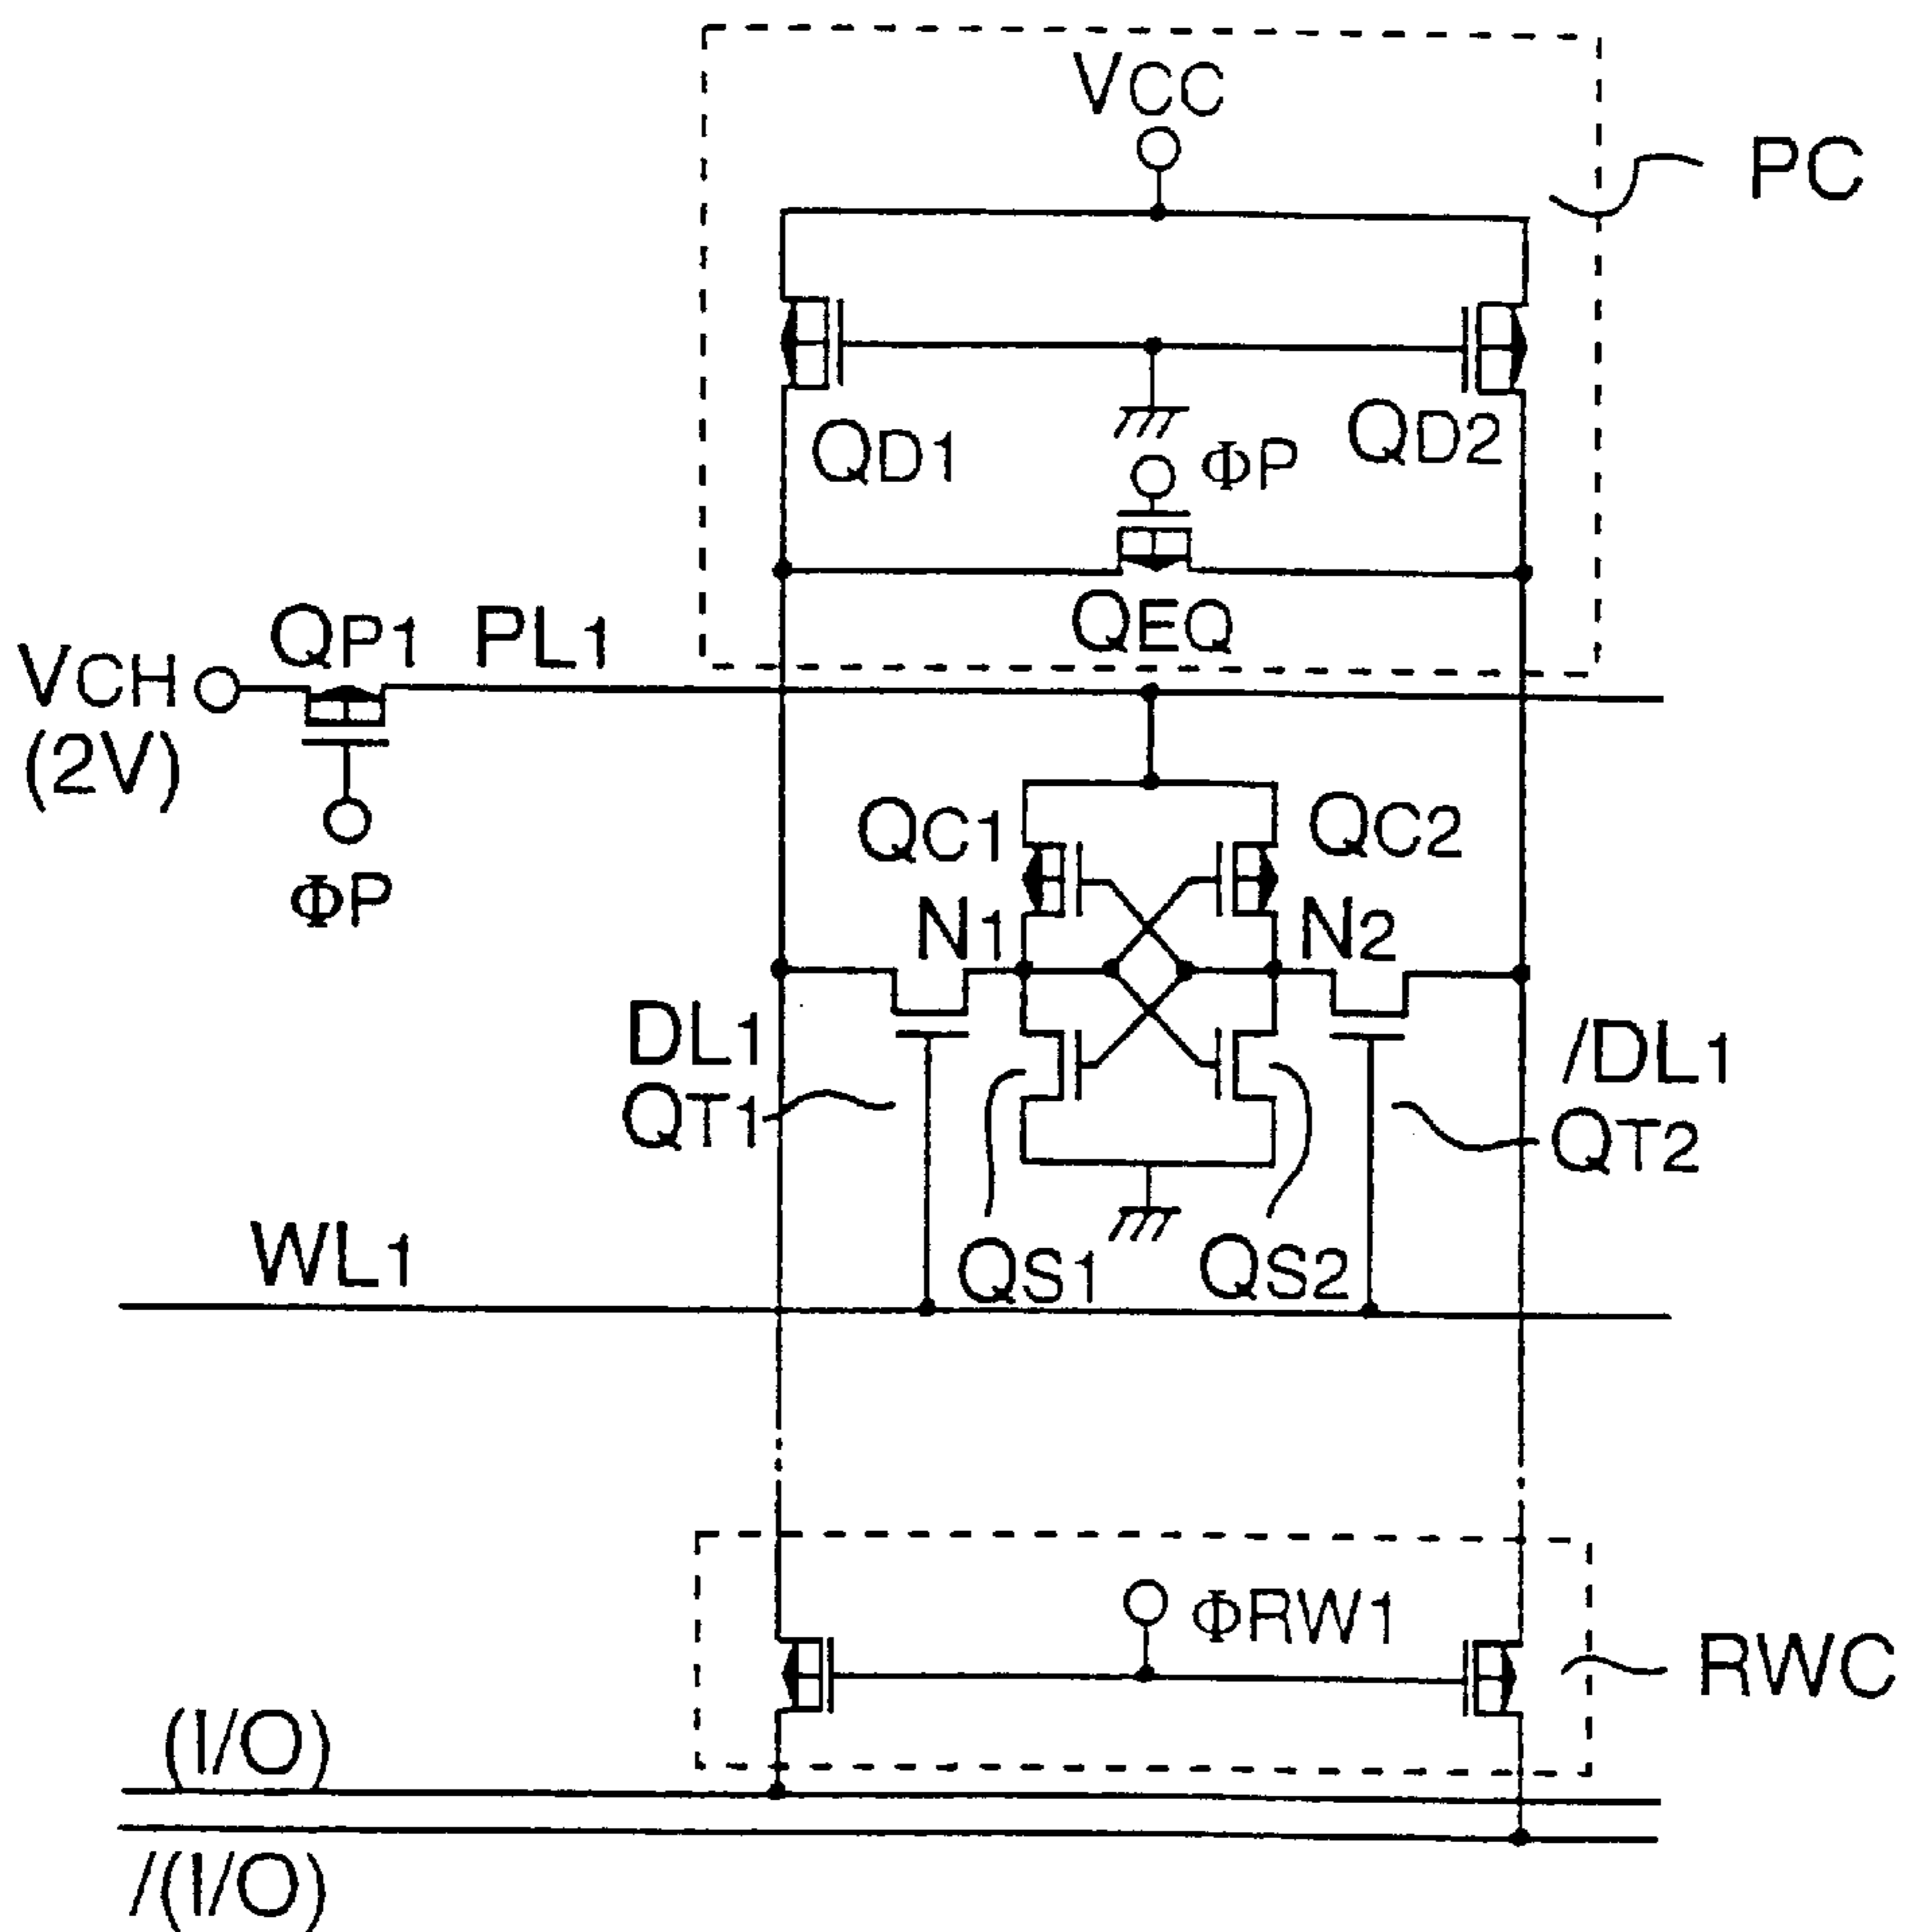 VCC
PC
QD1
QD2
ΦP
QEQ
QP1
PL1
VCH
(2V)
ΦP
QC1
QC2
N1
N2
DL1
QT1
/DL1
QT2
WL1
QS1
QS2
ΦRW1
RWC
(I/O)
/(I/O)